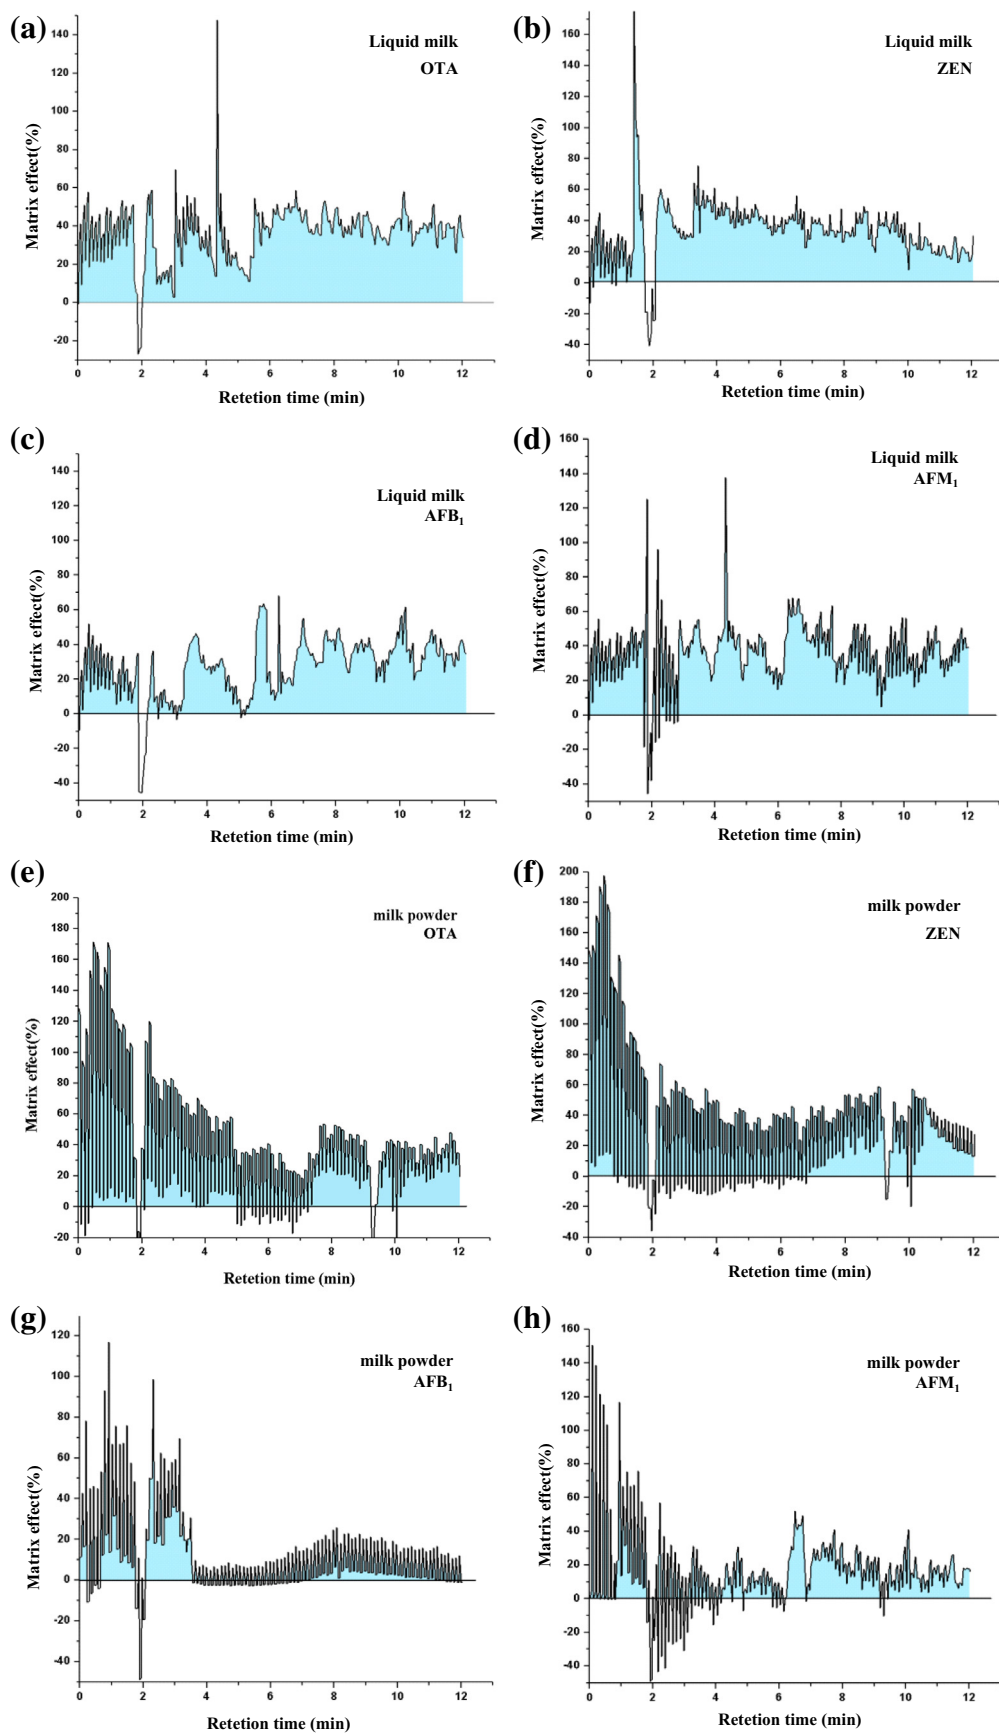 (a)
Liquid milk
OTA
Matrix effect(%)
140
120
100
80
60
40
20
0
-20
0 2 4 6 8 10 12
Retetion time (min)
(b)
Liquid milk
ZEN
Matrix effect(%)
160
140
120
100
80
60
40
20
0
-20
-40
0 2 4 6 8 10 12
Retetion time (min)
(c)
Liquid milk
AFB₁
Matrix effect(%)
140
120
100
80
60
40
20
0
-20
-40
0 2 4 6 8 10 12
Retetion time (min)
(d)
Liquid milk
AFM₁
Matrix effect(%)
160
140
120
100
80
60
40
20
0
-20
-40
0 2 4 6 8 10 12
Retetion time (min)
(e)
milk powder
OTA
Matrix effect(%)
200
180
160
140
120
100
80
60
40
20
0
-20
0 2 4 6 8 10 12
Retetion time (min)
(f)
milk powder
ZEN
Matrix effect(%)
200
180
160
140
120
100
80
60
40
20
0
-20
-40
0 2 4 6 8 10 12
Retetion time (min)
(g)
milk powder
AFB₁
Matrix effect(%)
120
100
80
60
40
20
0
-20
-40
0 2 4 6 8 10 12
Retetion time (min)
(h)
milk powder
AFM₁
Matrix effect(%)
160
140
120
100
80
60
40
20
0
-20
-40
0 2 4 6 8 10 12
Retetion time (min)